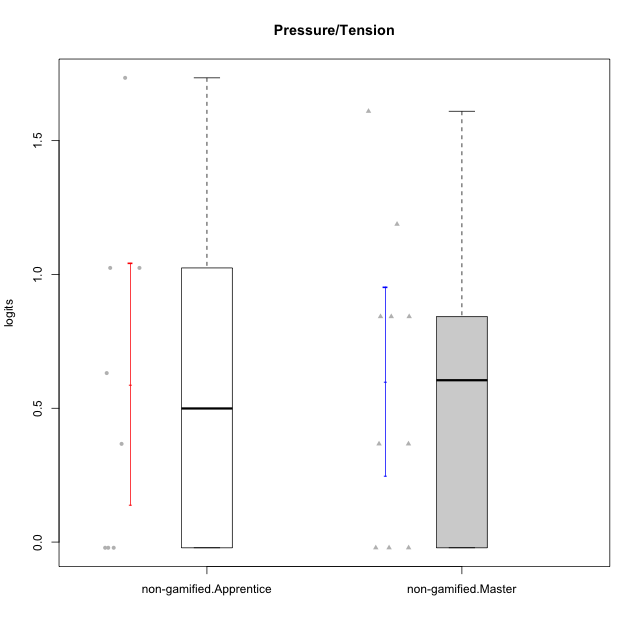 Pressure/Tension
logits
1.5
1.0
0.5
0.0
non-gamified.Apprentice
non-gamified.Master